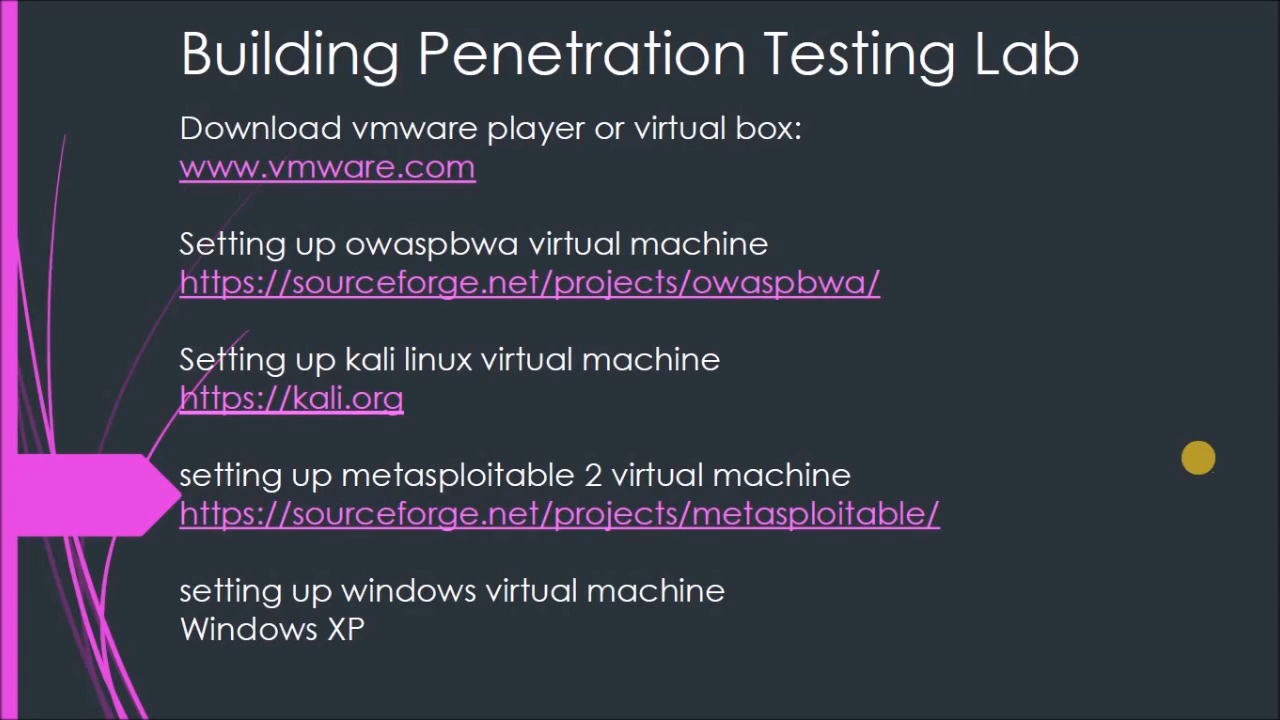 Building Penetration Testing Lab
Download vmware player or virtual box:
www.vmware.com
Setting up owaspbwa virtual machine
https://sourceforge.net/projects/owaspbwa/
Setting up kali linux virtual machine
https://kali.org
setting up metasploitable 2 virtual machine
https://sourceforge.net/projects/metasploitable/
setting up windows virtual machine
Windows XP